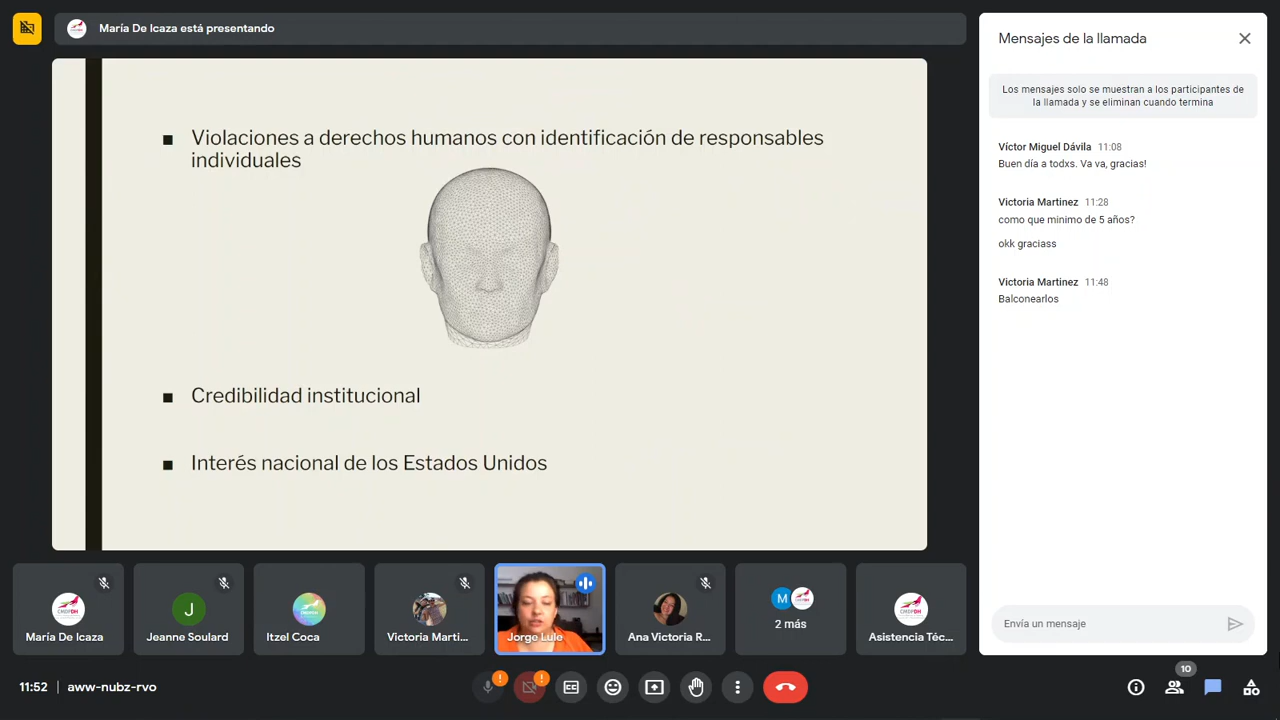 María De Icaza está presentando
Violaciones a derechos humanos con identificación de responsables
individuales
Credibilidad institucional
Interés nacional de los Estados Unidos
Mensajes de la llamada
Los mensajes solo se muestran a los participantes de
la llamada y se eliminan cuando termina
Víctor Miguel Dávila 11:08
Buen día a todxs. Va va, gracias!
Victoria Martinez 11:28
como que minimo de 5 años?
okk graciass
Victoria Martinez 11:48
Balconearlos
Envía un mensaje
CMDPDH
María De Icaza
J
Jeanne Soulard
Itzel Coca
Victoria Marti...
Jorge Lule
Ana Victoria R...
M
2 más
CMDPDH
Asistencia Téc...
11:52 | aww-nubz-rvo
10